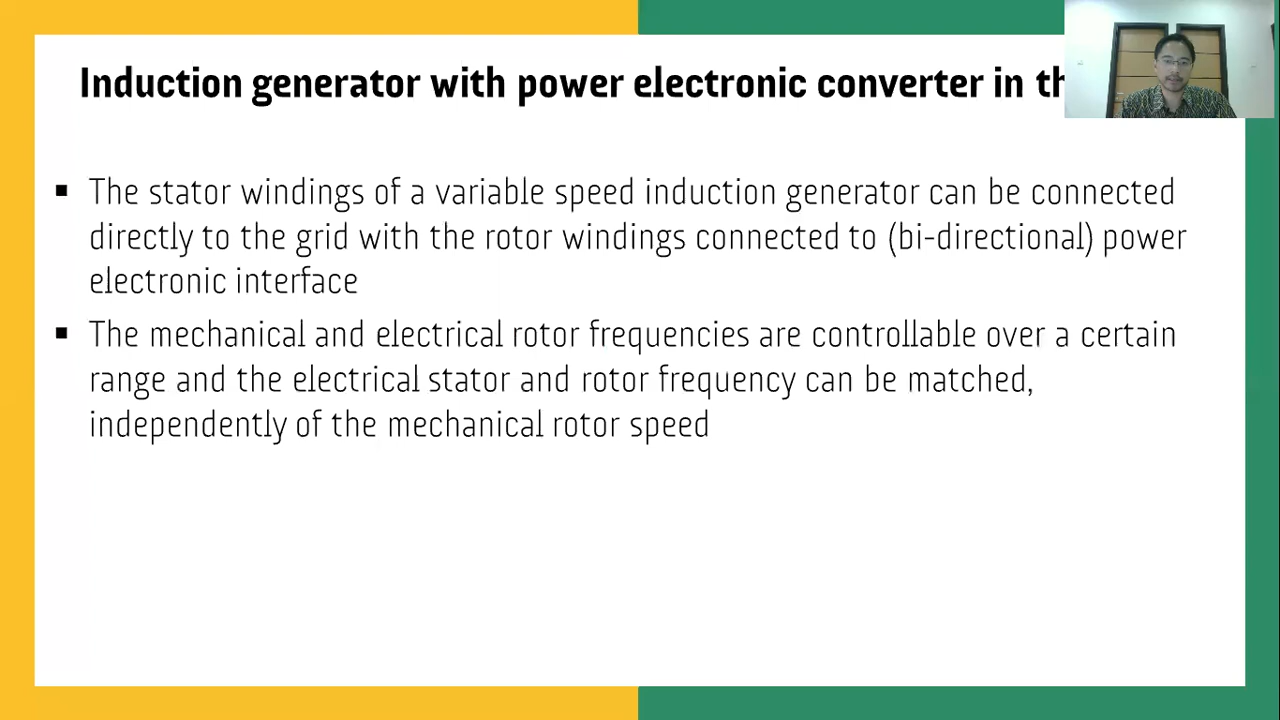 Induction generator with power electronic converter in th
▪ The stator windings of a variable speed induction generator can be connected
directly to the grid with the rotor windings connected to (bi-directional) power
electronic interface
▪ The mechanical and electrical rotor frequencies are controllable over a certain
range and the electrical stator and rotor frequency can be matched,
independently of the mechanical rotor speed